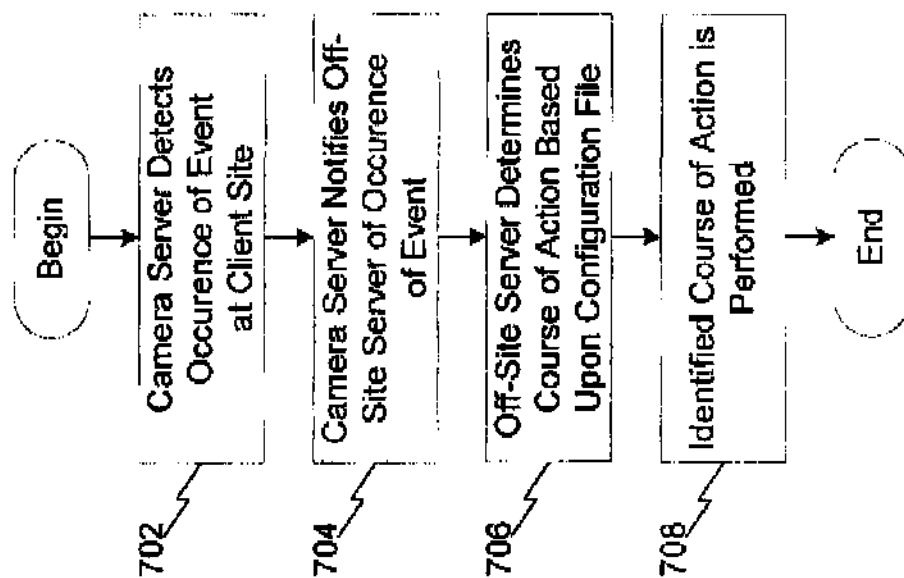 Begin
702
Camera Server Detects
Occurence of Event
at Client Site
704
Camera Server Notifies Off-
Site Server of Occurence
of Event
706
Off-Site Server Determines
Course of Action Based
Upon Configuration File
708
Identified Course of Action is
Performed
End